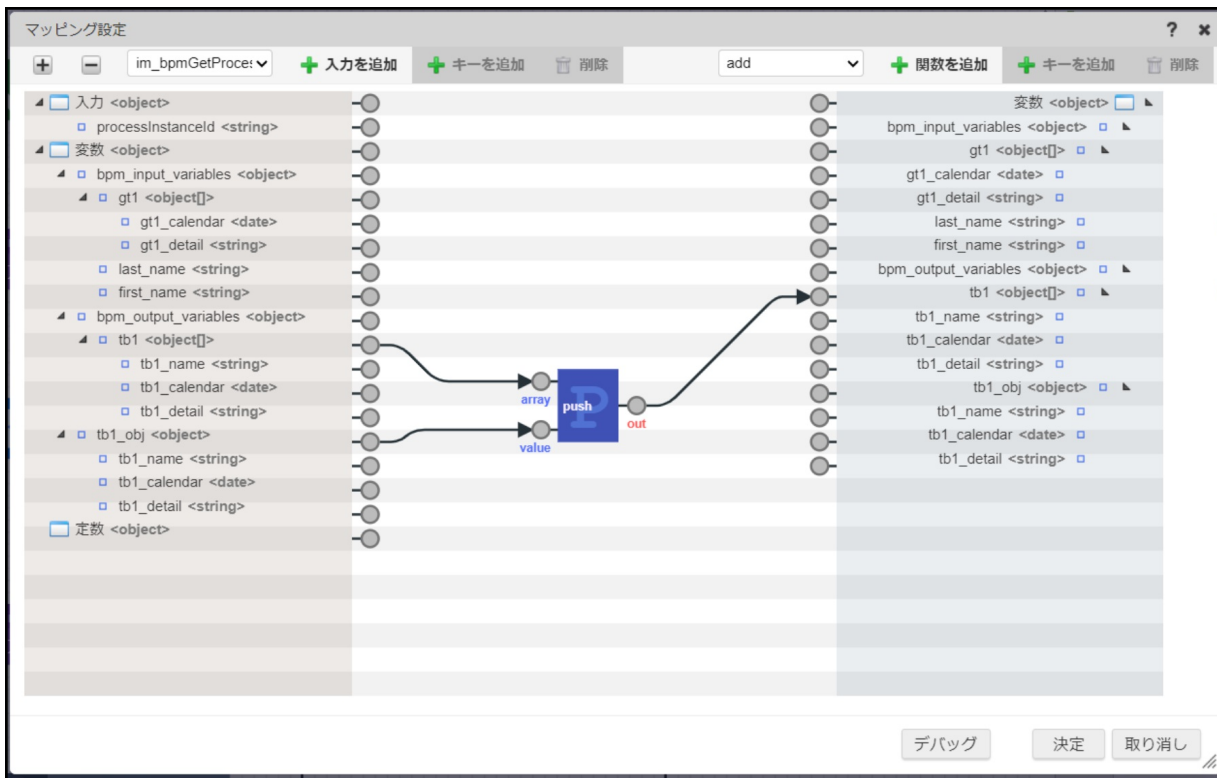 マッピング設定
im_bpmGetProces
入力を追加
キーを追加
削除
add
関数を追加
キーを追加
削除
入力 <object>
processInstanceId <string>
変数 <object>
bpm_input_variables <object>
gt1 <object[]>
gt1_calendar <date>
gt1_detail <string>
last_name <string>
first_name <string>
bpm_output_variables <object>
tb1 <object[]>
tb1_name <string>
tb1_calendar <date>
tb1_detail <string>
tb1_obj <object>
tb1_name <string>
tb1_calendar <date>
tb1_detail <string>
定数 <object>
array
value
push
out
変数 <object>
bpm_input_variables <object>
gt1 <object[]>
gt1_calendar <date>
gt1_detail <string>
last_name <string>
first_name <string>
bpm_output_variables <object>
tb1 <object[]>
tb1_name <string>
tb1_calendar <date>
tb1_detail <string>
tb1_obj <object>
tb1_name <string>
tb1_calendar <date>
tb1_detail <string>
デバッグ
決定
取り消し